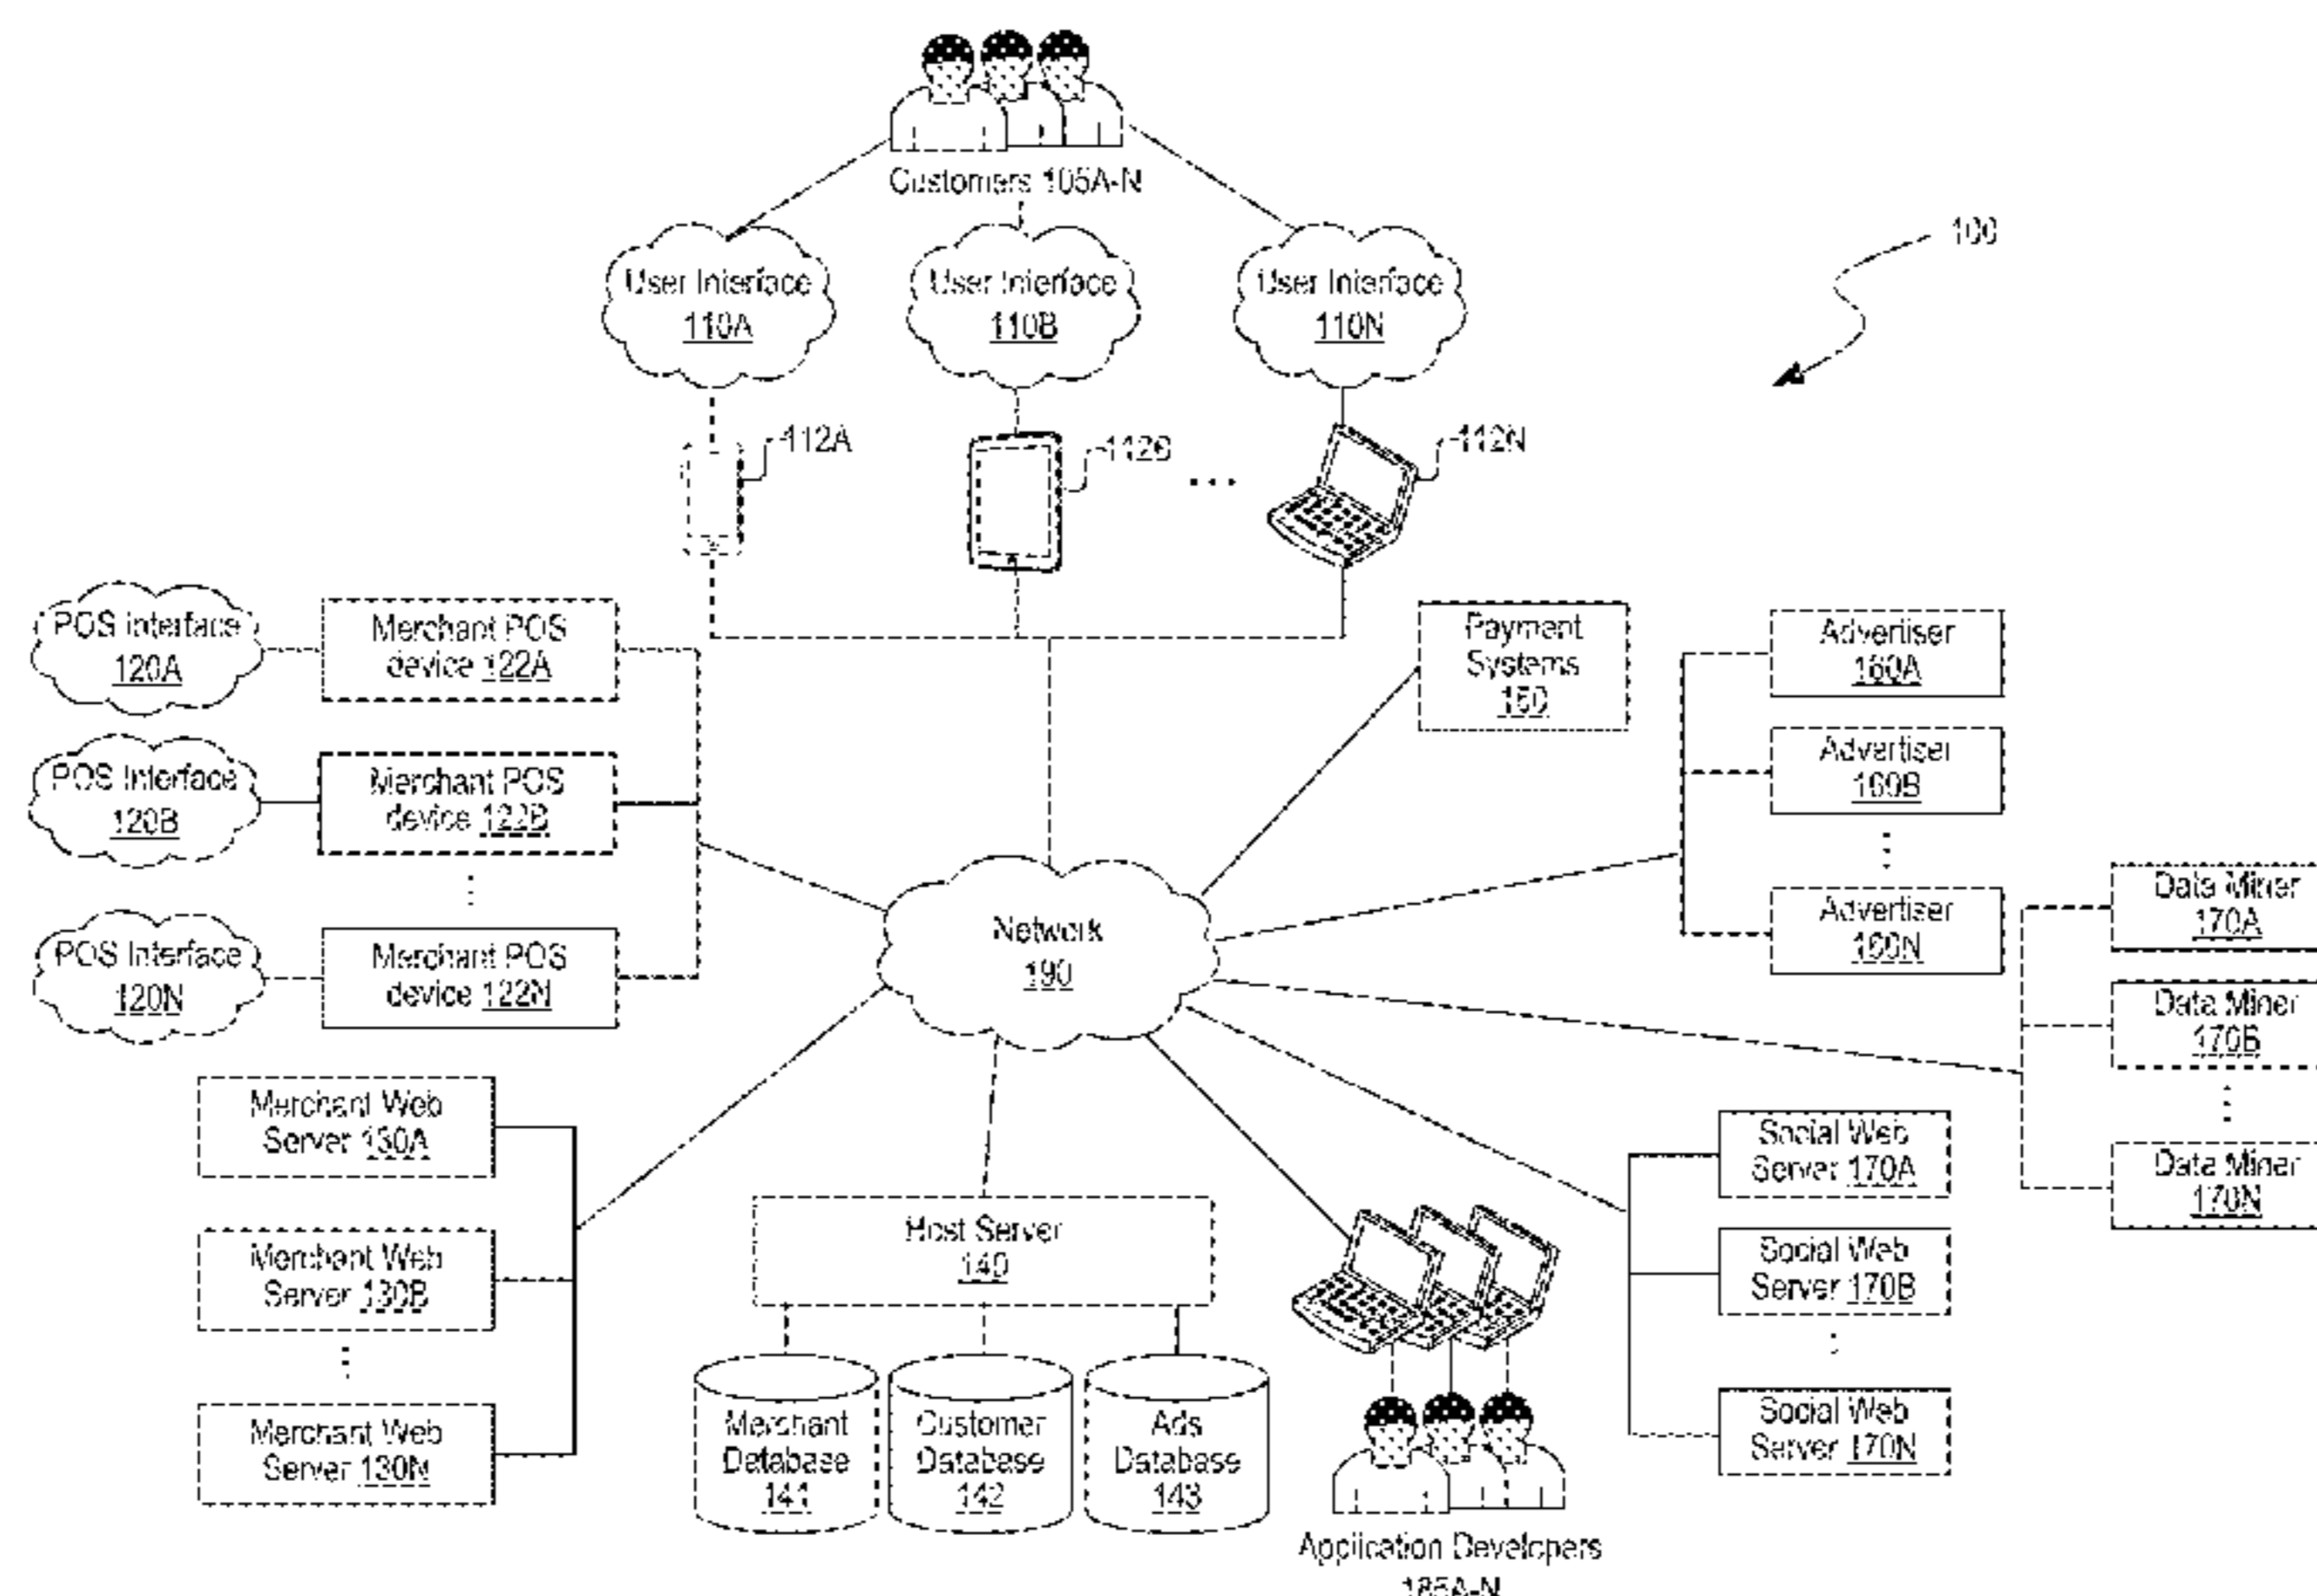 Customers 105A-N
User Interface
110A
User Interface
110B
User Interface
110N
100
112A
112B
...
112N
POS interface
120A
Merchant POS
device 122A
POS Interface
120B
Merchant POS
device 122B
POS Interface
120N
Merchant POS
device 122N
Payment
Systems
150
Advertiser
160A
Advertiser
160B
Advertiser
160N
Data Miner
170A
Data Miner
170B
Data Miner
170N
Network
190
Merchant Web
Server 130A
Merchant Web
Server 130B
Merchant Web
Server 130N
Host Server
140
Merchant
Database
141
Customer
Database
142
Ads
Database
143
Social Web
Server 170A
Social Web
Server 170B
Social Web
Server 170N
Application Developers
185A-N